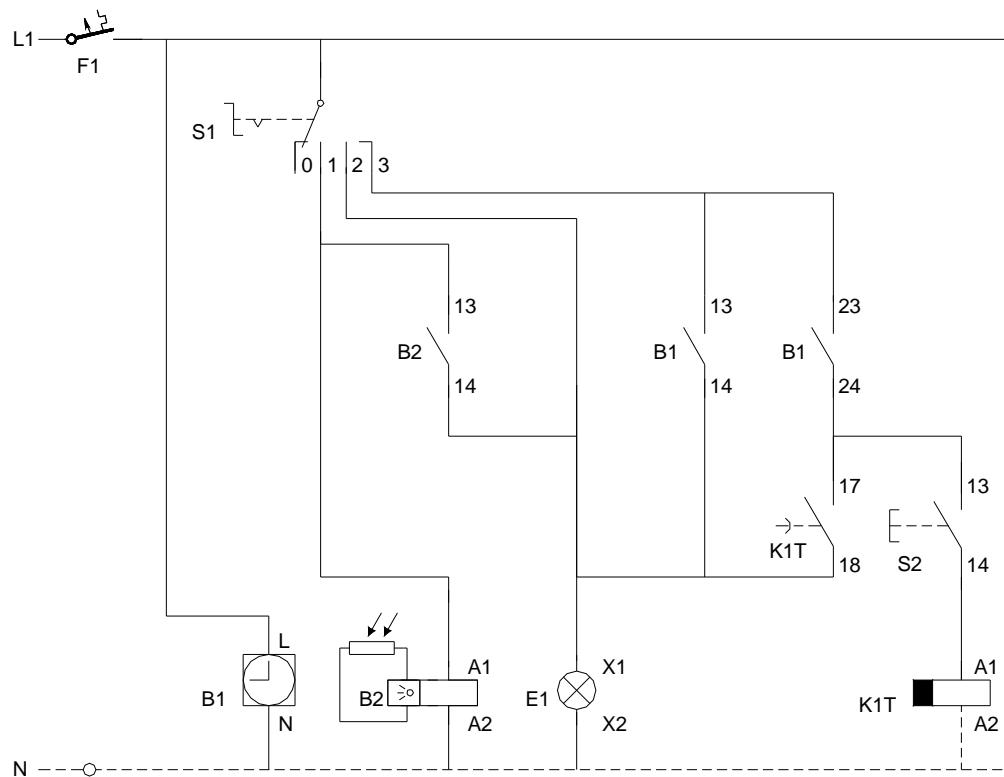 L1
F1
S1
0 1 2 3
13 13 23
B2 B1 B1
14 14 24
17 13
K1T S2
18 14
L
B1
N
A1 X1 A1
B2 E1 K1T
A2 X2 A2
N